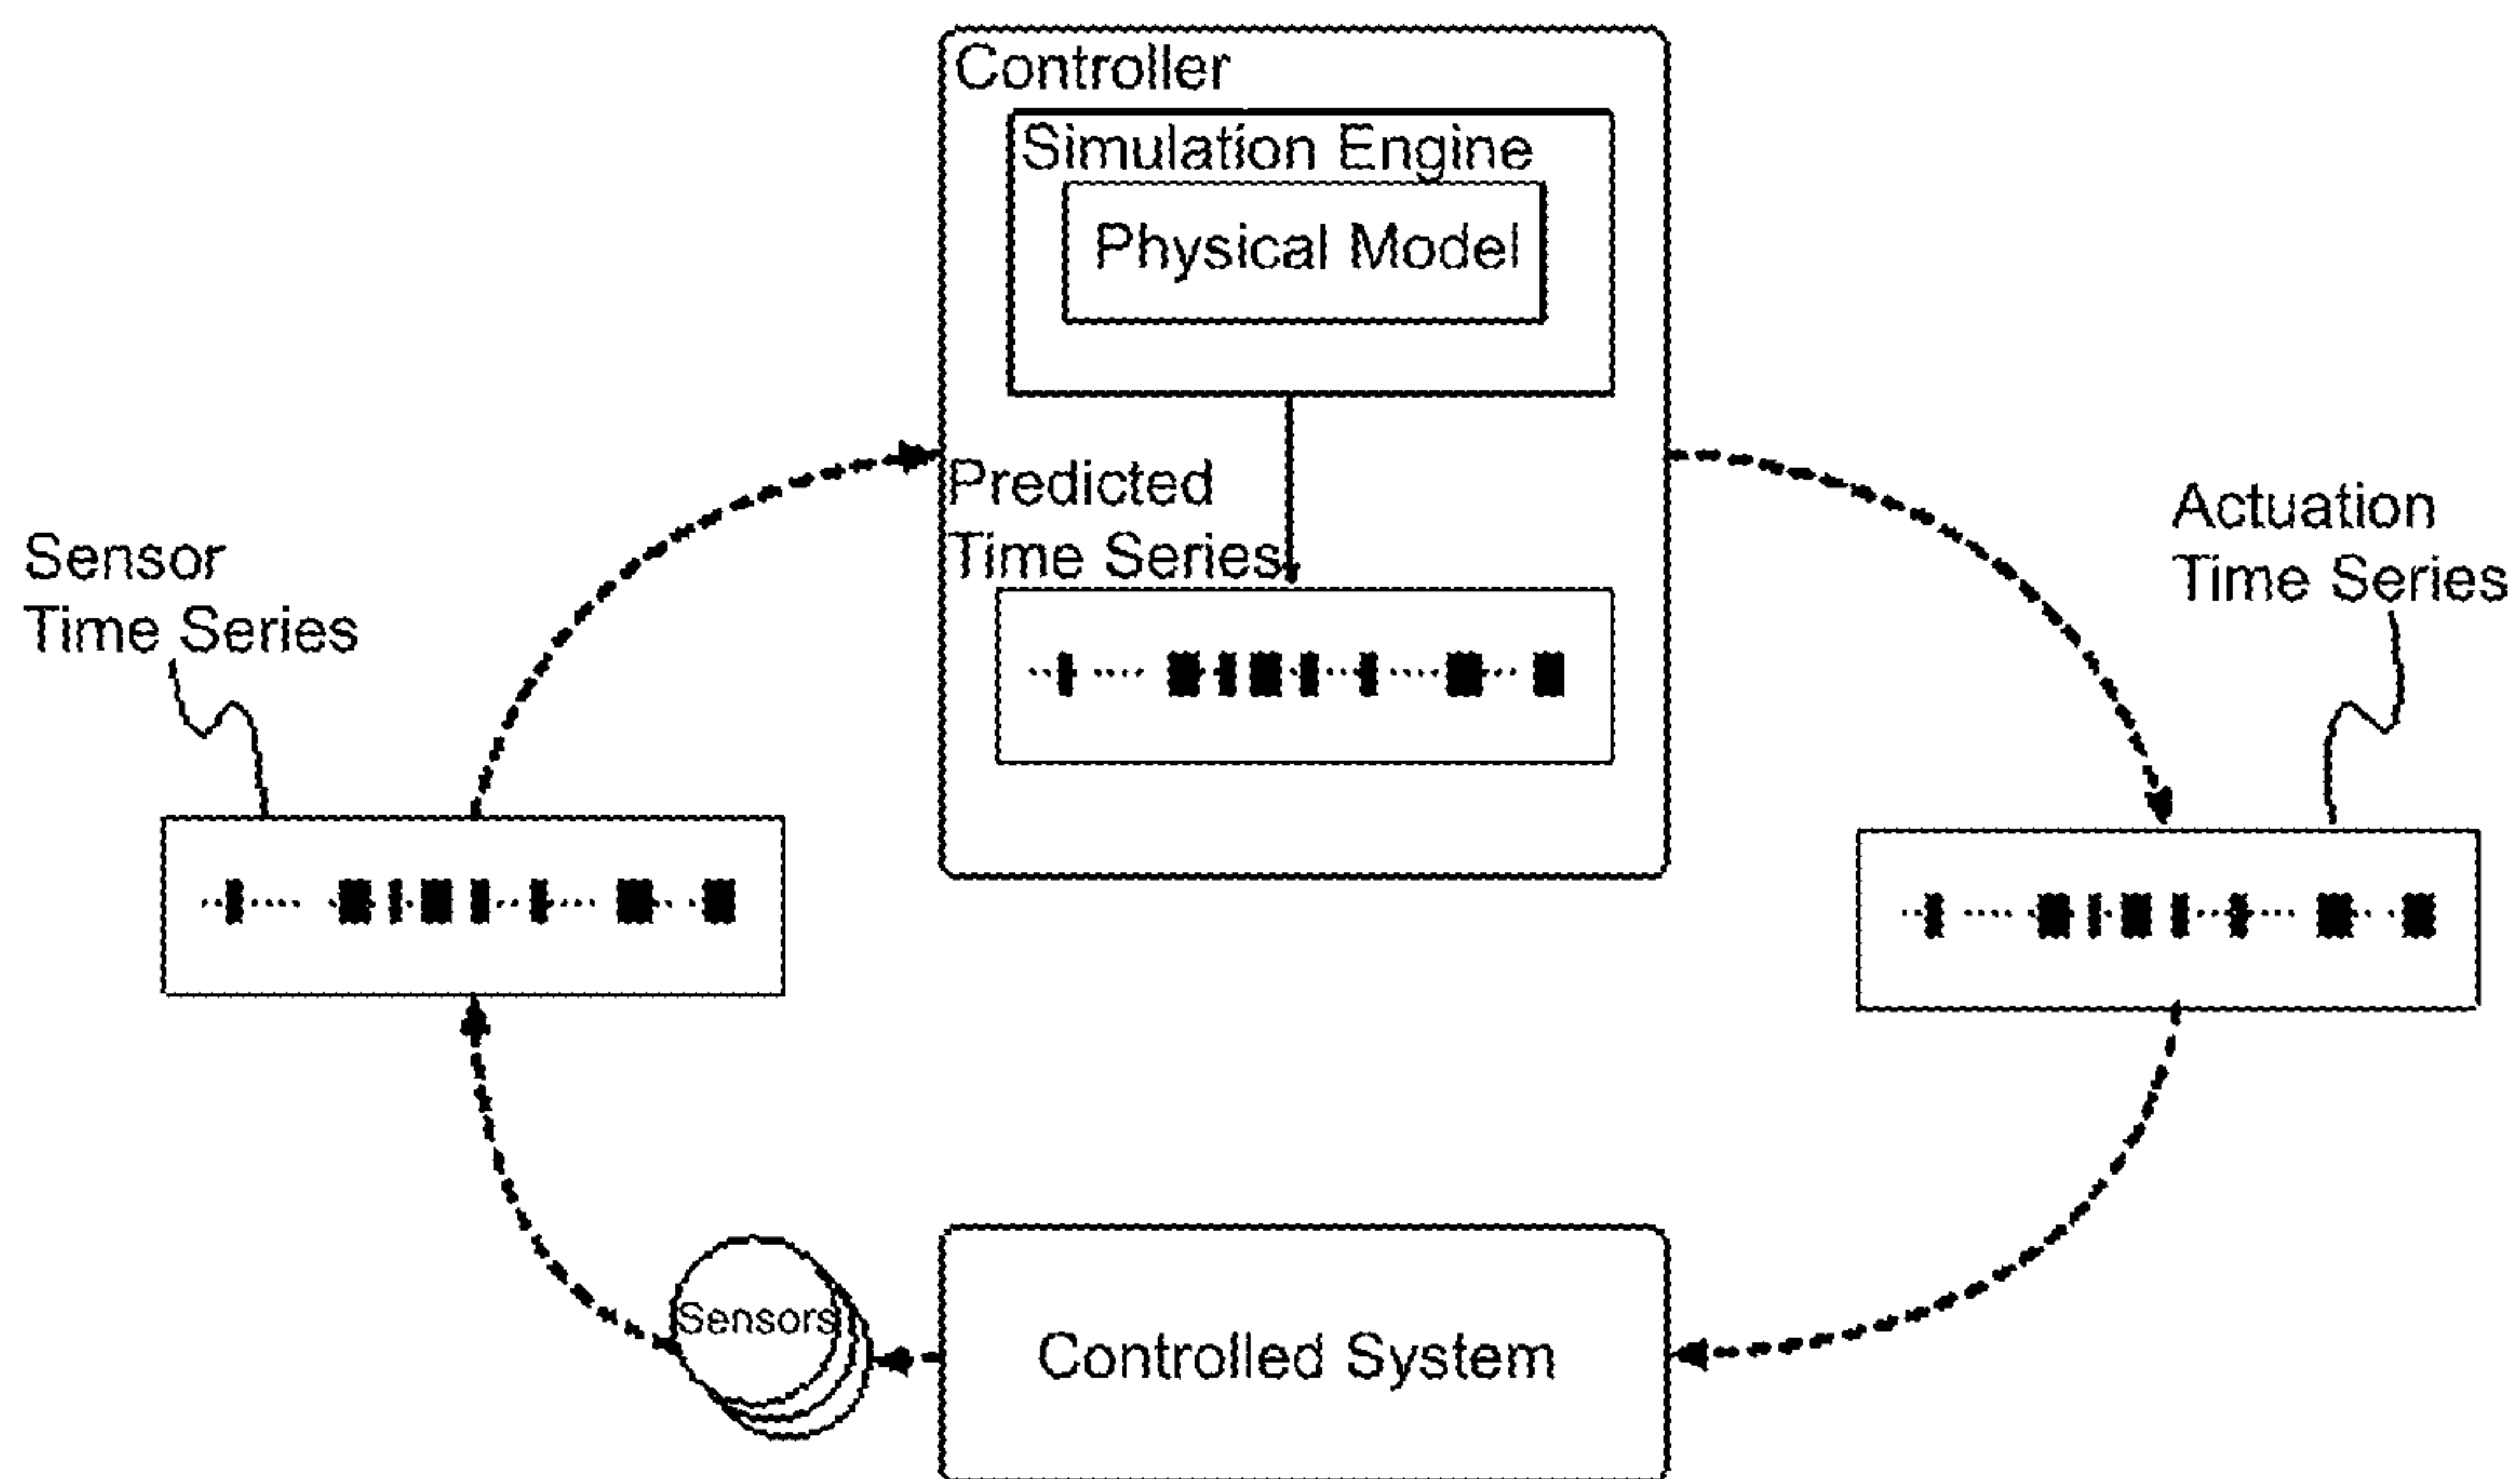 Controller
Simulation Engine
Physical Model
Predicted
Time Series
Sensor
Time Series
Actuation
Time Series
Sensors
Controlled System